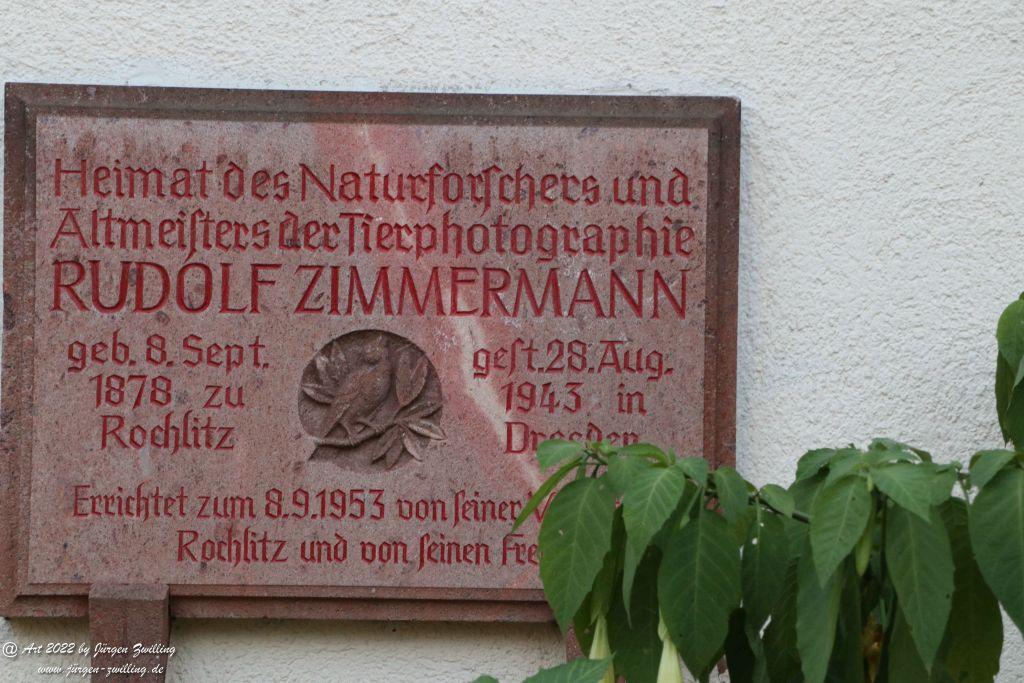 Heimat des Naturforſchers und
Altmeiſters der Tierphotographie
RUDOLF ZIMMERMANN
geb. 8. Sept.
1878 zu
Rochlitz
geſt. 28. Aug.
1943 in
Dresden
Errichtet zum 8.9.1953 von ſeiner
Rochlitz und von ſeinen
@ Art 2022 by Jürgen Zwilling
www.jürgen-zwilling.de